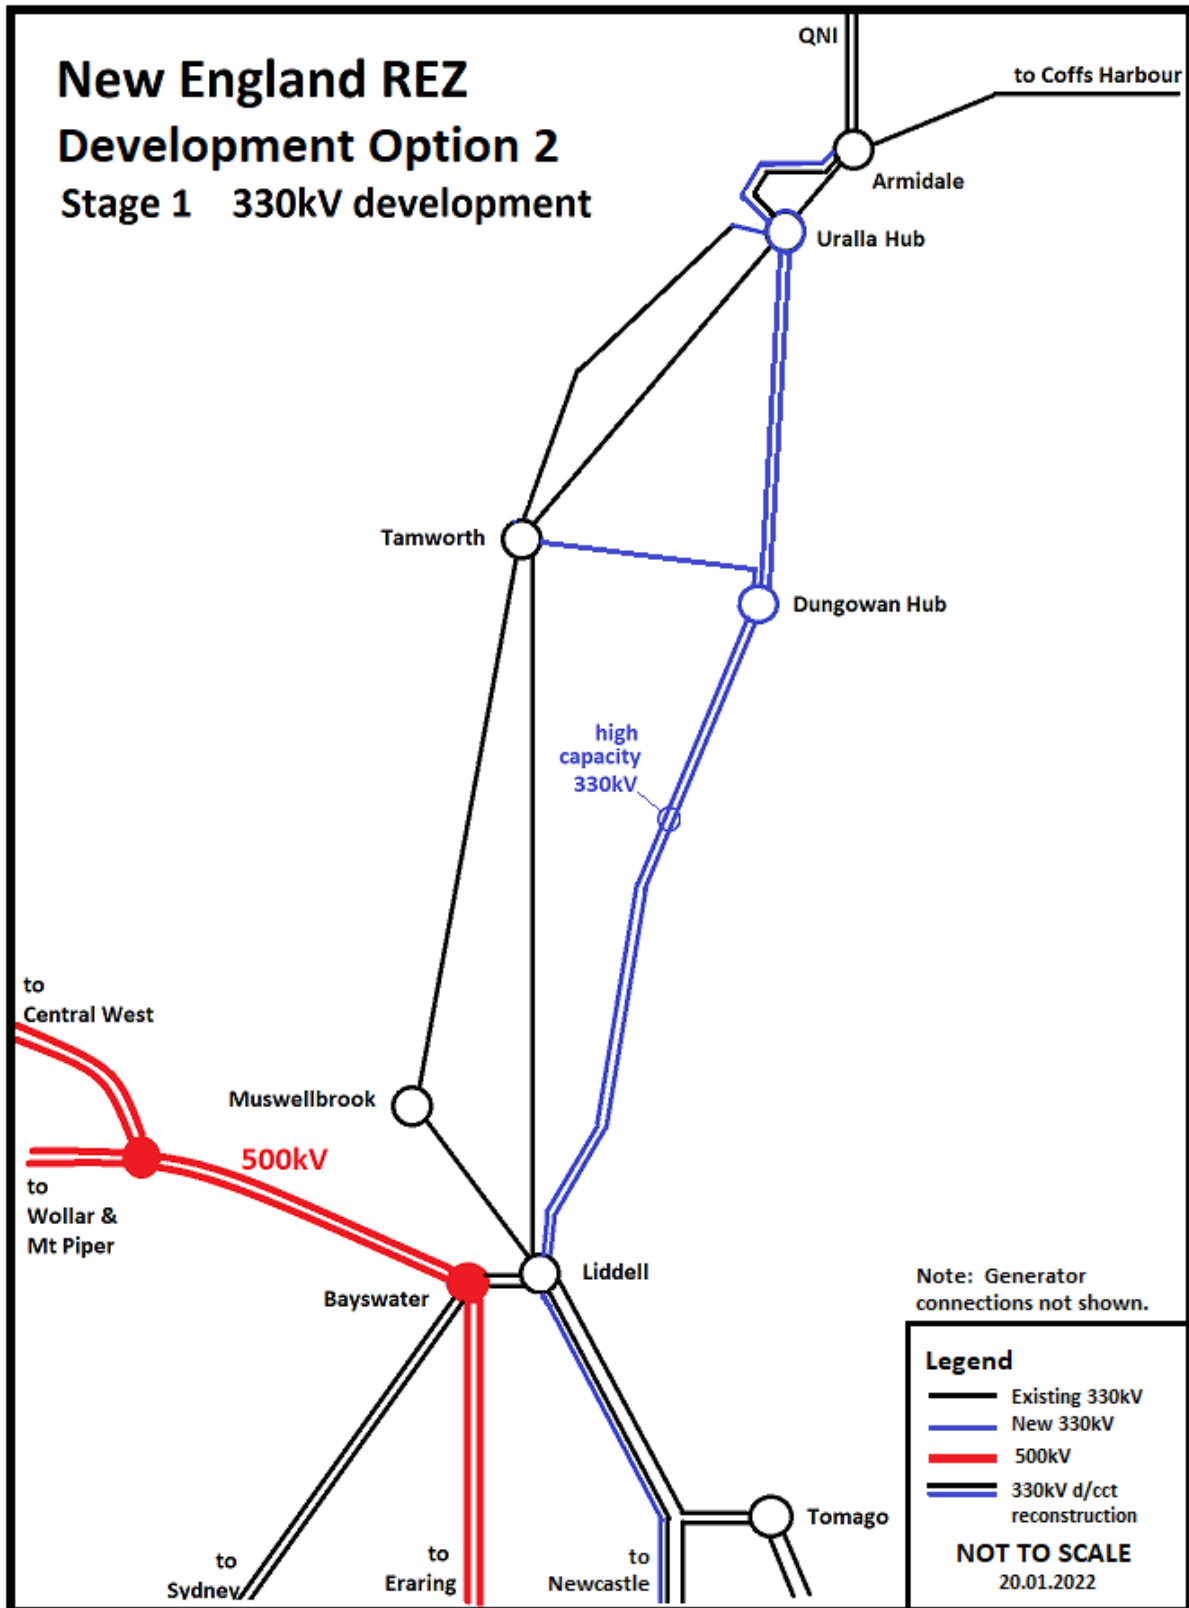 New England REZ
Development Option 2
Stage 1 330kV development
QNI
to Coffs Harbour
Armidale
Uralla Hub
Tamworth
Dungowan Hub
high
capacity
330kV
to
Central West
Muswellbrook
500kV
to
Wollar &
Mt Piper
Liddell
Bayswater
Note: Generator
connections not shown.
Legend
Existing 330kV
New 330kV
500kV
330kV d/cct
reconstruction
NOT TO SCALE
20.01.2022
Tomago
to
Sydney
to
Eraring
to
Newcastle